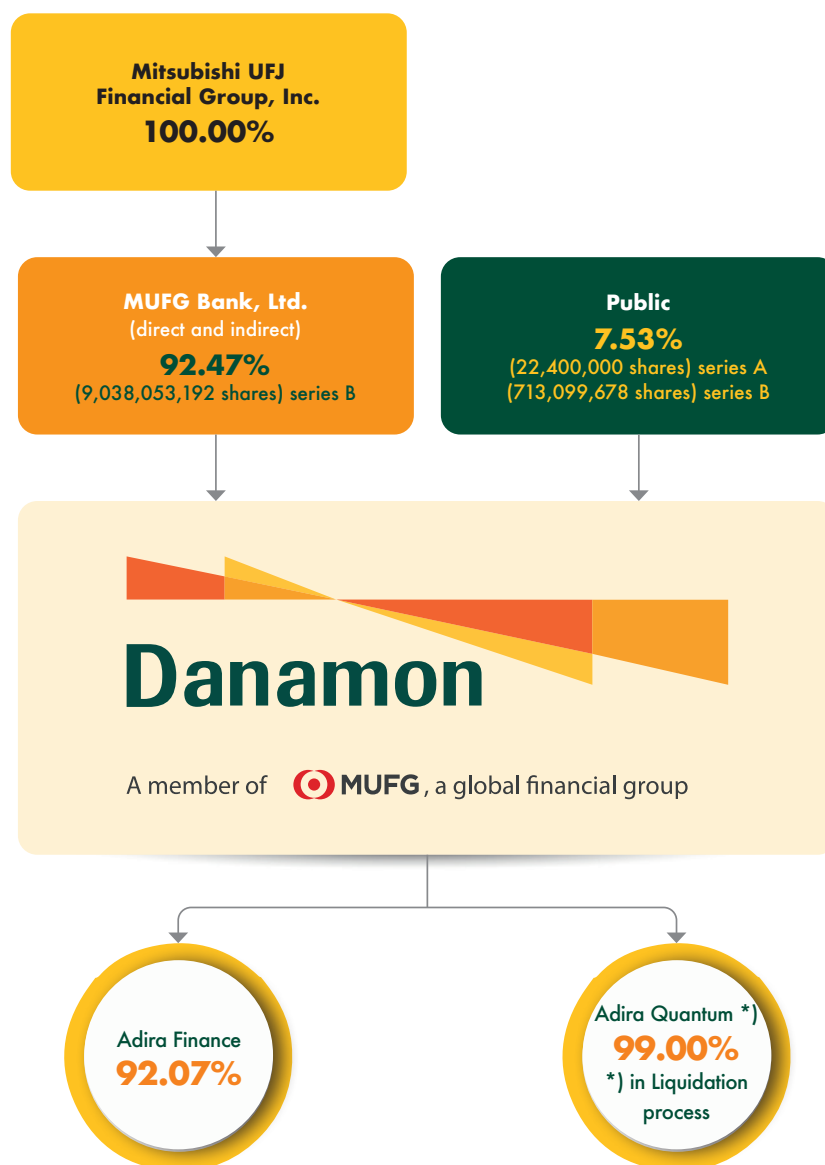 Mitsubishi UFJ
Financial Group, Inc.
100.00%
MUFG Bank, Ltd.
(direct and indirect)
92.47%
(9,038,053,192 shares) series B
Public
7.53%
(22,400,000 shares) series A
(713,099,678 shares) series B
Danamon
A member of MUFG, a global financial group
Adira Finance
92.07%
Adira Quantum *)
99.00%
*) in Liquidation
process